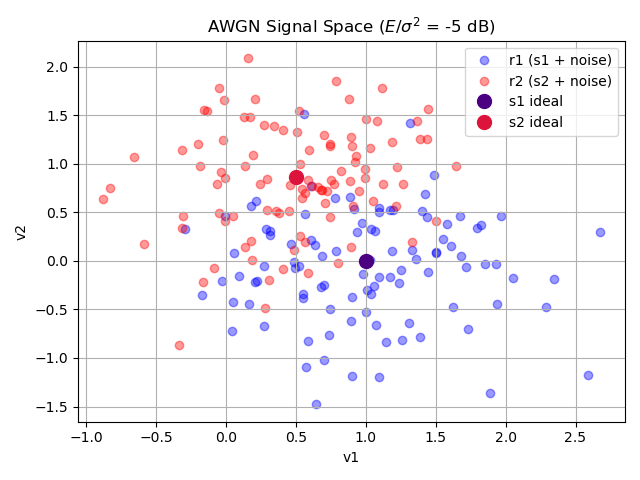 AWGN Signal Space (E/σ² = -5 dB)
r1 (s1 + noise)
r2 (s2 + noise)
s1 ideal
s2 ideal
v2
2.0
1.5
1.0
0.5
0.0
−0.5
−1.0
−1.5
−1.0 −0.5 0.0 0.5 1.0 1.5 2.0 2.5
v1